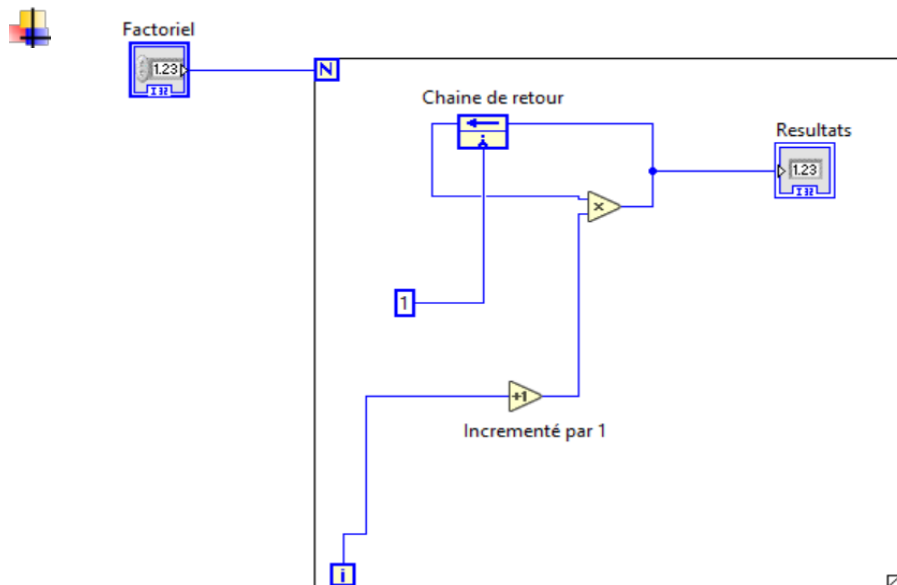 Factoriel
1.23
I32
N
Chaine de retour
i
Resultats
1.23
I32
×
1
+1
Incrementé par 1
i